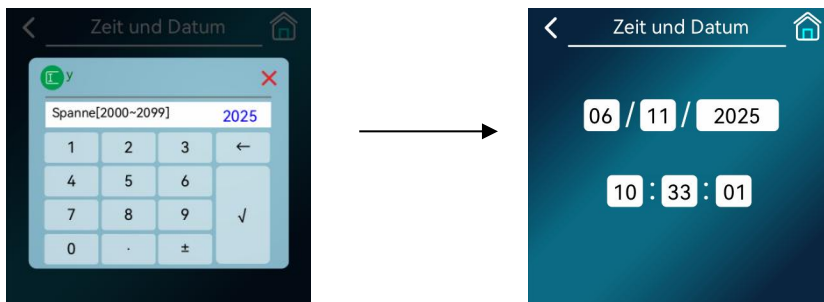 Zeit und Datum
y
Spanne[2000~2099] 2025
1 2 3 ←
4 5 6
7 8 9 √
0 . ±
Zeit und Datum
06 / 11 / 2025
10 : 33 : 01